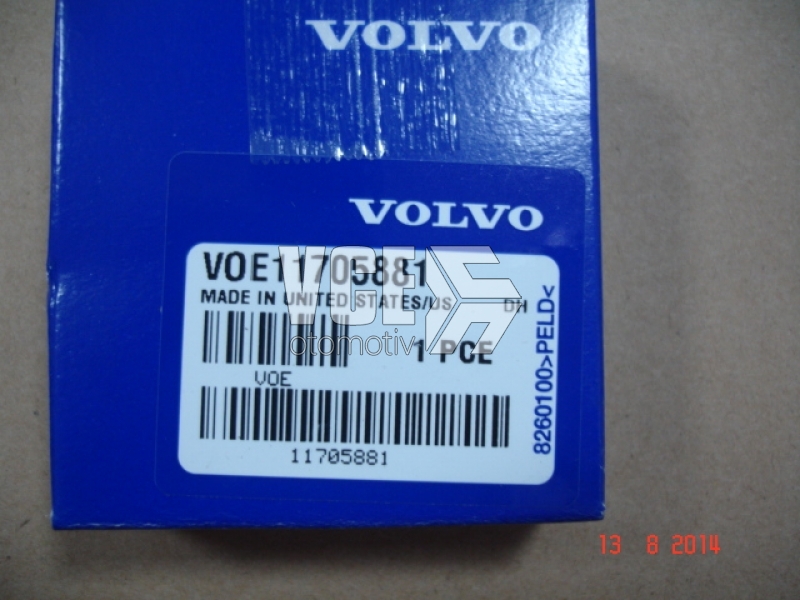 VOLVO
VOLVO
VOE11705881
MADE IN UNITED STATES/US DH
1 PCE
VOE
11705881
8260100>PELD<
VCE
otomotiv
13 8 2014